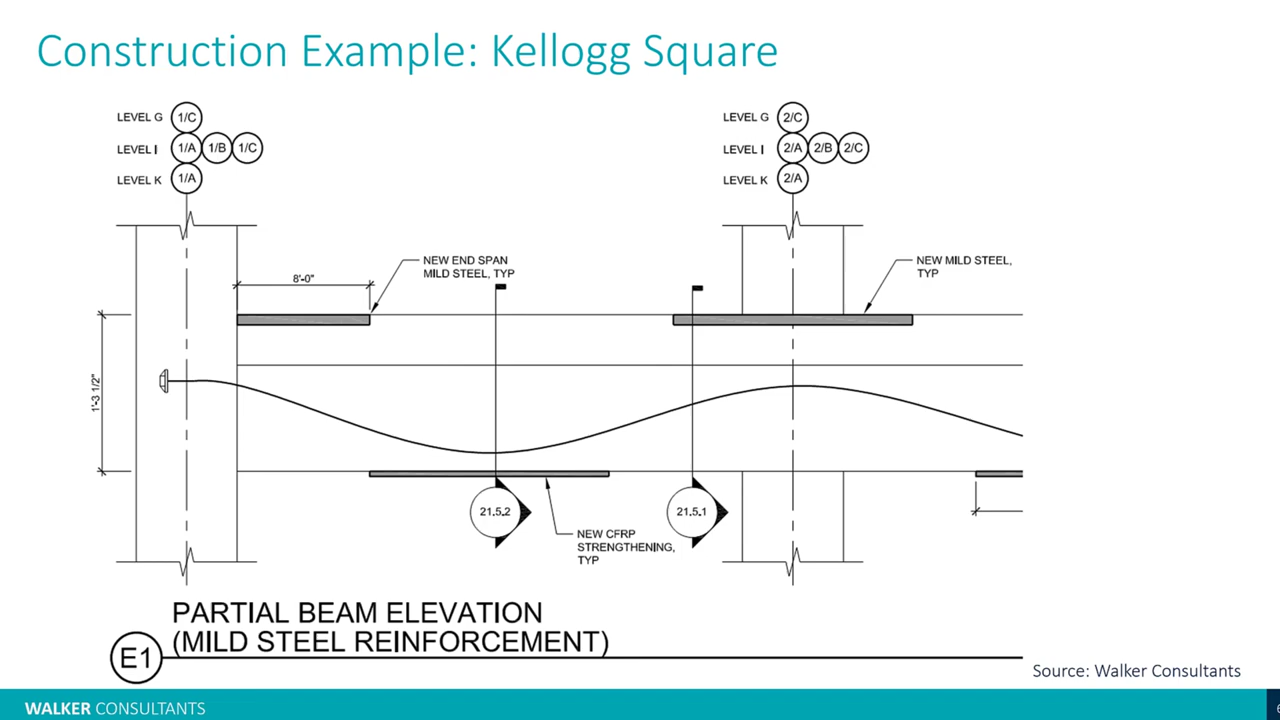 Construction Example: Kellogg Square
LEVEL G 1/C
LEVEL I 1/A 1/B 1/C
LEVEL K 1/A
LEVEL G 2/C
LEVEL I 2/A 2/B 2/C
LEVEL K 2/A
NEW END SPAN
MILD STEEL, TYP
NEW MILD STEEL,
TYP
8'-0"
1'-3 1/2"
21.5.2
21.5.1
NEW CFRP
STRENGTHENING,
TYP
PARTIAL BEAM ELEVATION
(MILD STEEL REINFORCEMENT)
E1
Source: Walker Consultants
WALKER CONSULTANTS